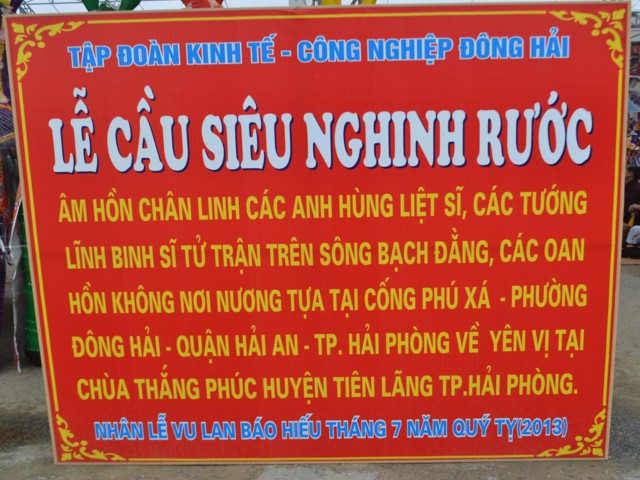 TẬP ĐOÀN KINH TẾ - CÔNG NGHIỆP ĐÔNG HẢI
LỄ CẦU SIÊU NGHINH RƯỚC
ÂM HỒN CHÂN LINH CÁC ANH HÙNG LIỆT SĨ, CÁC TƯỚNG
LĨNH BINH SĨ TỬ TRẬN TRÊN SÔNG BẠCH ĐẰNG, CÁC OAN
HỒN KHÔNG NƠI NƯƠNG TỰA TẠI CỐNG PHÚ XÁ - PHƯỜNG
ĐÔNG HẢI - QUẬN HẢI AN - TP. HẢI PHÒNG VỀ YÊN VỊ TẠI
CHÙA THẮNG PHÚC HUYỆN TIÊN LÃNG TP.HẢI PHÒNG.
NHÂN LỄ VU LAN BÁO HIẾU THÁNG 7 NĂM QUÝ TỴ(2013)